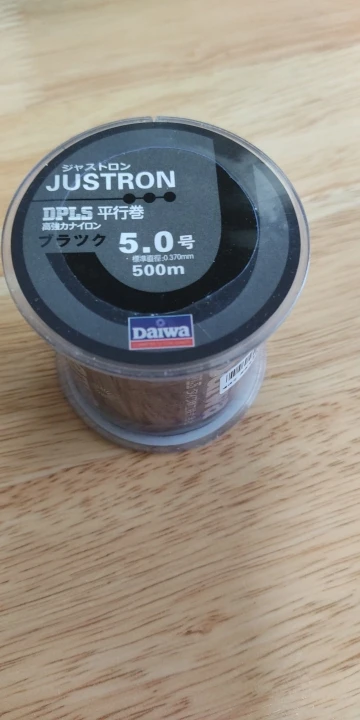 ジャストロン
JUSTRON
DPLS 平行巻
高強力ナイロン
ブラツク 5.0号
標準直径:0.370mm
500m
DAIWA